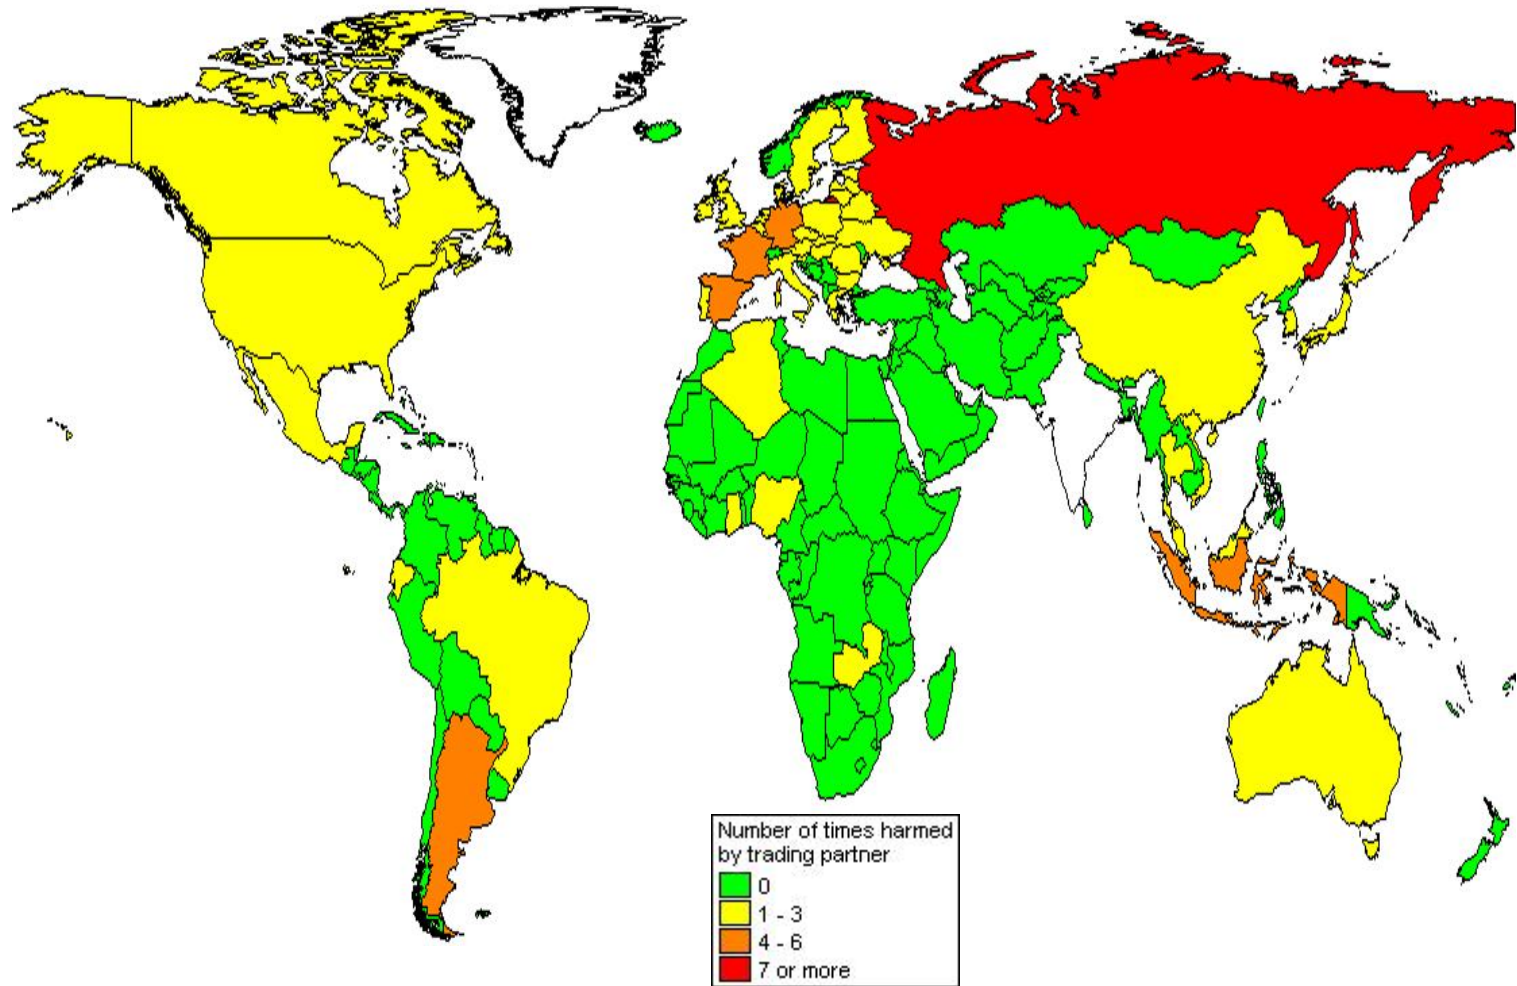 Number of times harmed
by trading partner
0
1 - 3
4 - 6
7 or more